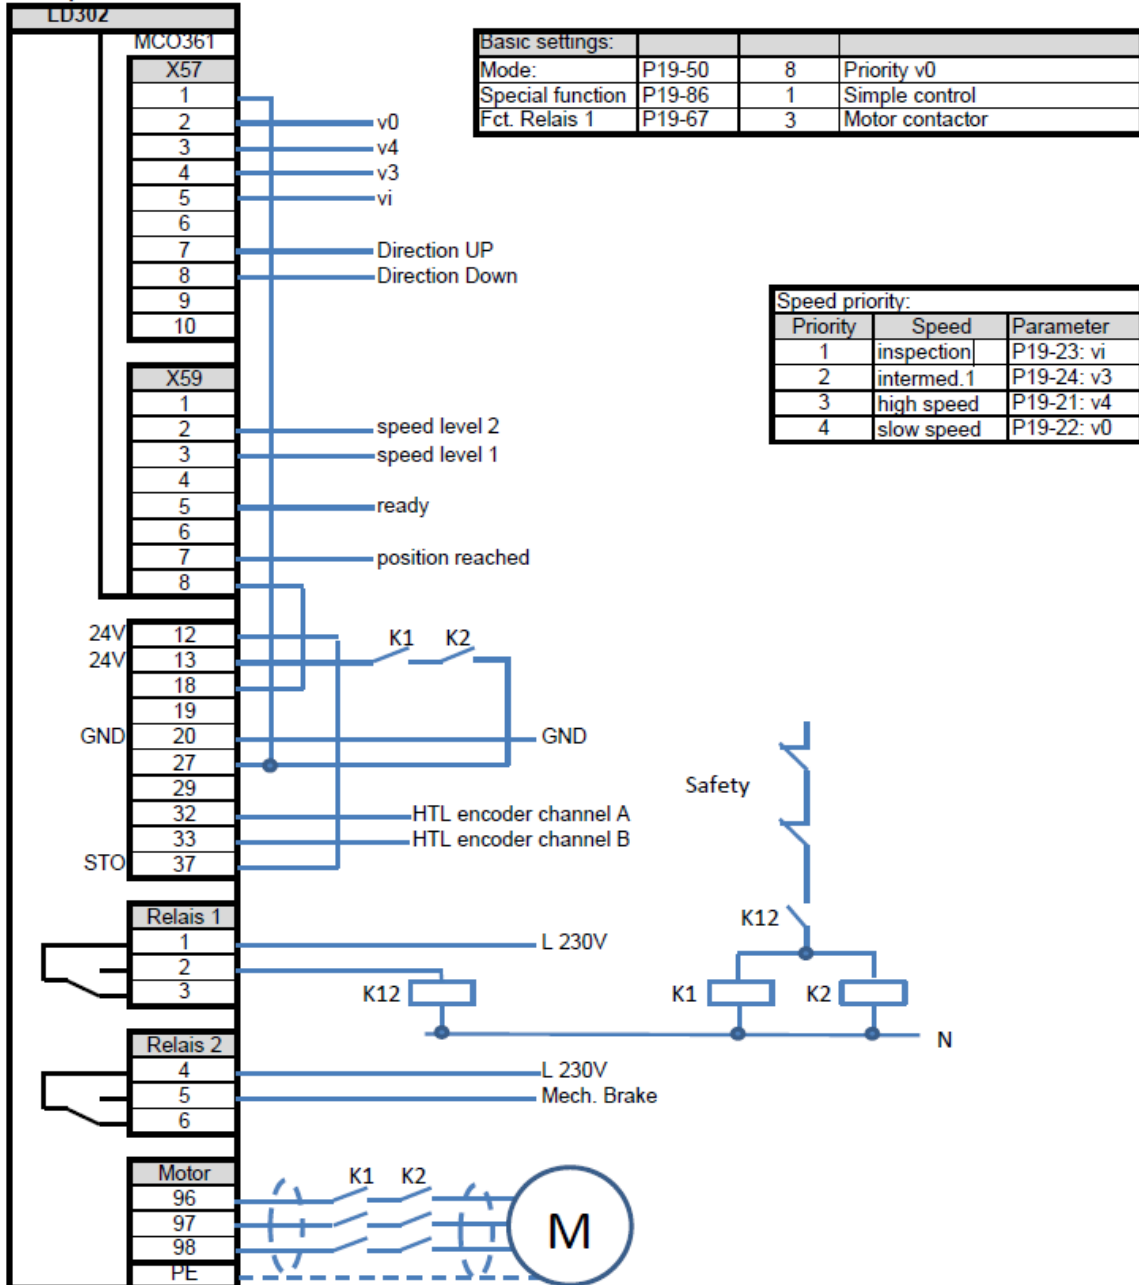 LD302
MCO361
Basic settings:
Mode: P19-50 8 Priority v0
Special function P19-86 1 Simple control
Fct. Relais 1 P19-67 3 Motor contactor
X57
1
2 v0
3 v4
4 v3
5 vi
6
7 Direction UP
8 Direction Down
9
10
Speed priority:
Priority Speed Parameter
1 inspection P19-23: vi
2 intermed.1 P19-24: v3
3 high speed P19-21: v4
4 slow speed P19-22: v0
X59
1
2 speed level 2
3 speed level 1
4
5 ready
6
7 position reached
8
24V 12
24V 13 K1 K2
18
19
GND 20 GND
27
29
32 HTL encoder channel A
33 HTL encoder channel B
STO 37
Safety
K12
K1 K2
N
Relais 1
1 L 230V
2
3 K12
Relais 2
4 L 230V
5 Mech. Brake
6
Motor
K1 K2
96
97
98
PE
M